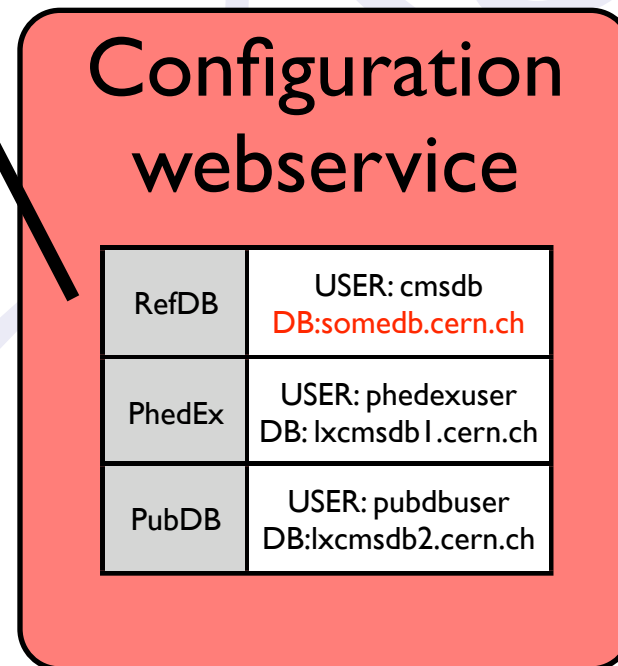 Configuration
webservice
RefDB
USER: cmsdb
DB:somedb.cern.ch
PhedEx
USER: phedexuser
DB: lxcmsdb1.cern.ch
PubDB
USER: pubdbuser
DB:lxcmsdb2.cern.ch